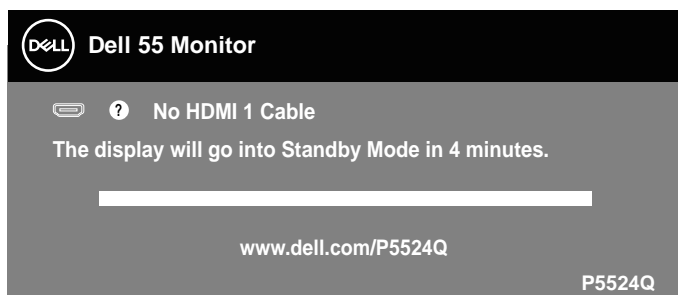 DELL Dell 55 Monitor
? No HDMI 1 Cable
The display will go into Standby Mode in 4 minutes.
www.dell.com/P5524Q
P5524Q